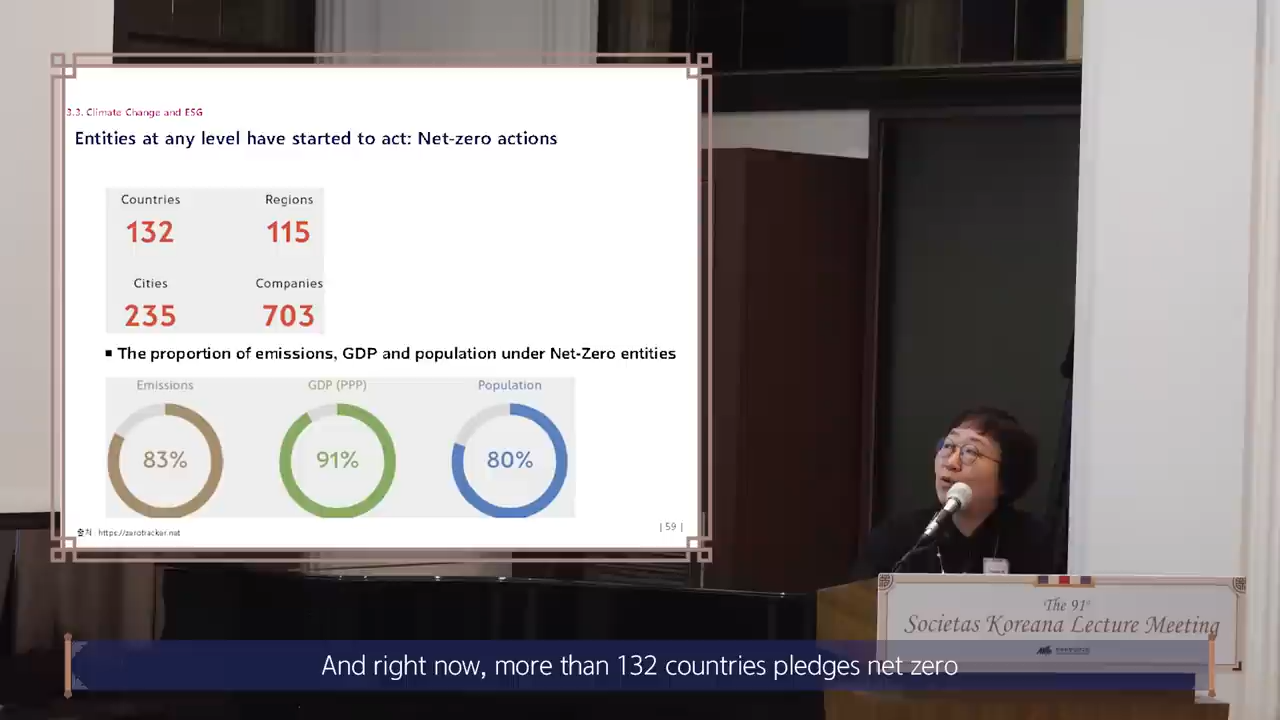 3.3. Climate Change and ESG
Entities at any level have started to act: Net-zero actions
Countries
Regions
132
115
Cities
Companies
235
703
▪ The proportion of emissions, GDP and population under Net-Zero entities
Emissions
GDP (PPP)
Population
83%
91%
80%
출처 : https://zerotracker.net
| 59 |
The 91st
Societas Koreana Lecture Meeting
And right now, more than 132 countries pledges net zero